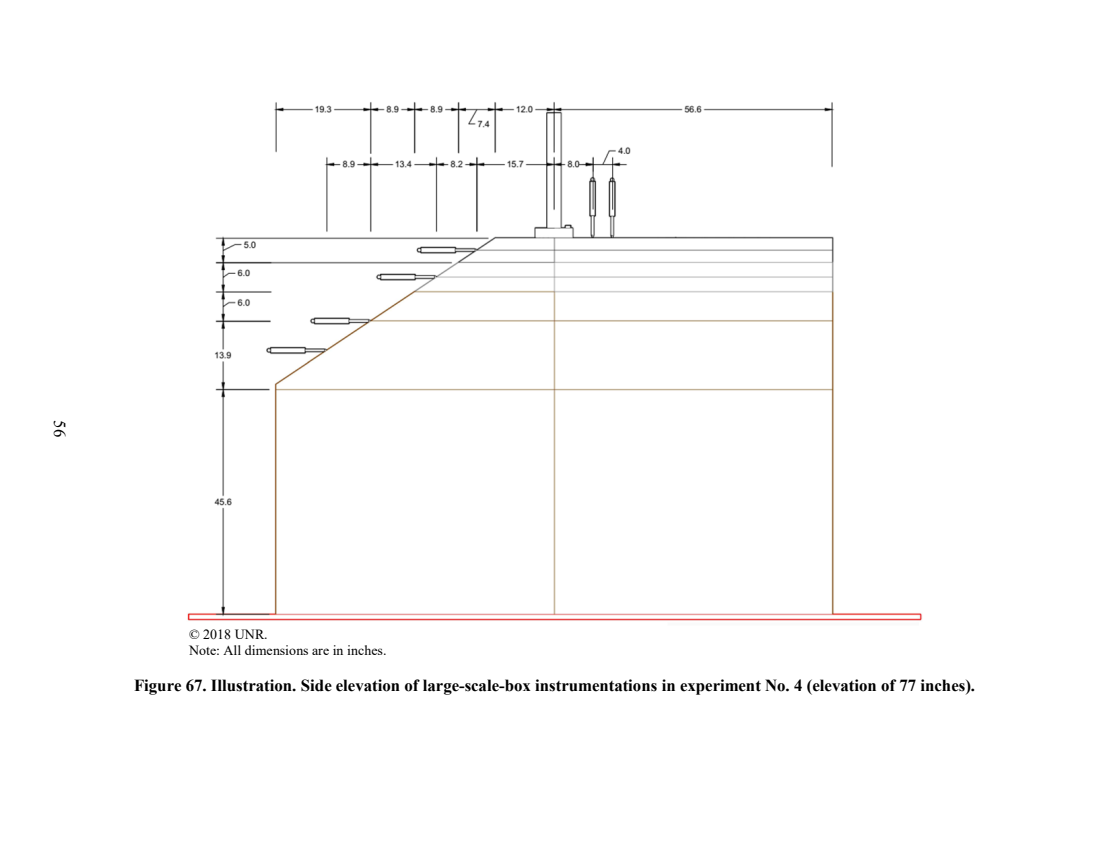 19.3 8.9 8.9 7.4 12.0 56.6
8.9 13.4 8.2 15.7 8.0 4.0
5.0
6.0
6.0
13.9
45.6
56
© 2018 UNR.
Note: All dimensions are in inches.
Figure 67. Illustration. Side elevation of large-scale-box instrumentations in experiment No. 4 (elevation of 77 inches).